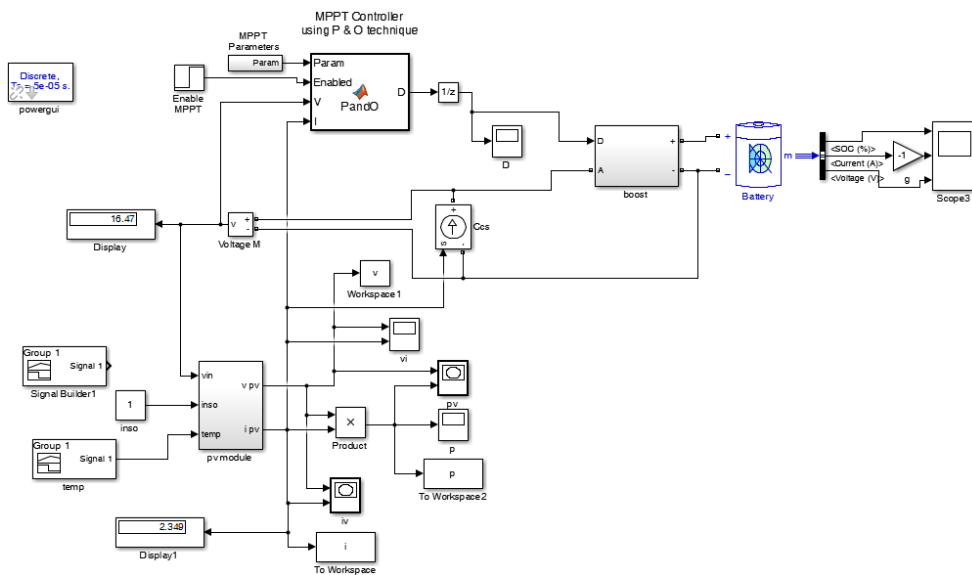 MPPT Controller
using P & O technique
MPPT
Parameters
Param
Param
Enabled
V
I
D
PandO
Discrete,
Ts = 5e-05 s.
powergui
Enable
MPPT
1/z
D
D
A
+
-
boost
+
−
m
Battery
<SOC (%)>
<Current (A)>
<Voltage (V)>
-1
g
Scope3
16.47
Display
v
+
-
Voltage M
+
s
-
Ccs
v
Workspace1
vi
Group 1
Signal 1
Signal Builder1
1
inso
Group 1
Signal 1
temp
vin
inso
temp
v pv
i pv
pv module
×
Product
pv
p
p
To Workspace2
iv
2.349
Display1
i
To Workspace